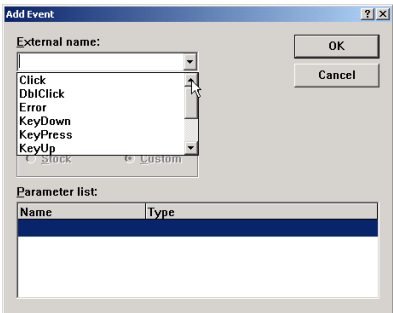 Add Event
External name:
OK
Cancel
Click
DblClick
Error
KeyDown
KeyPress
KeyUp
Stock Custom
Parameter list:
Name Type